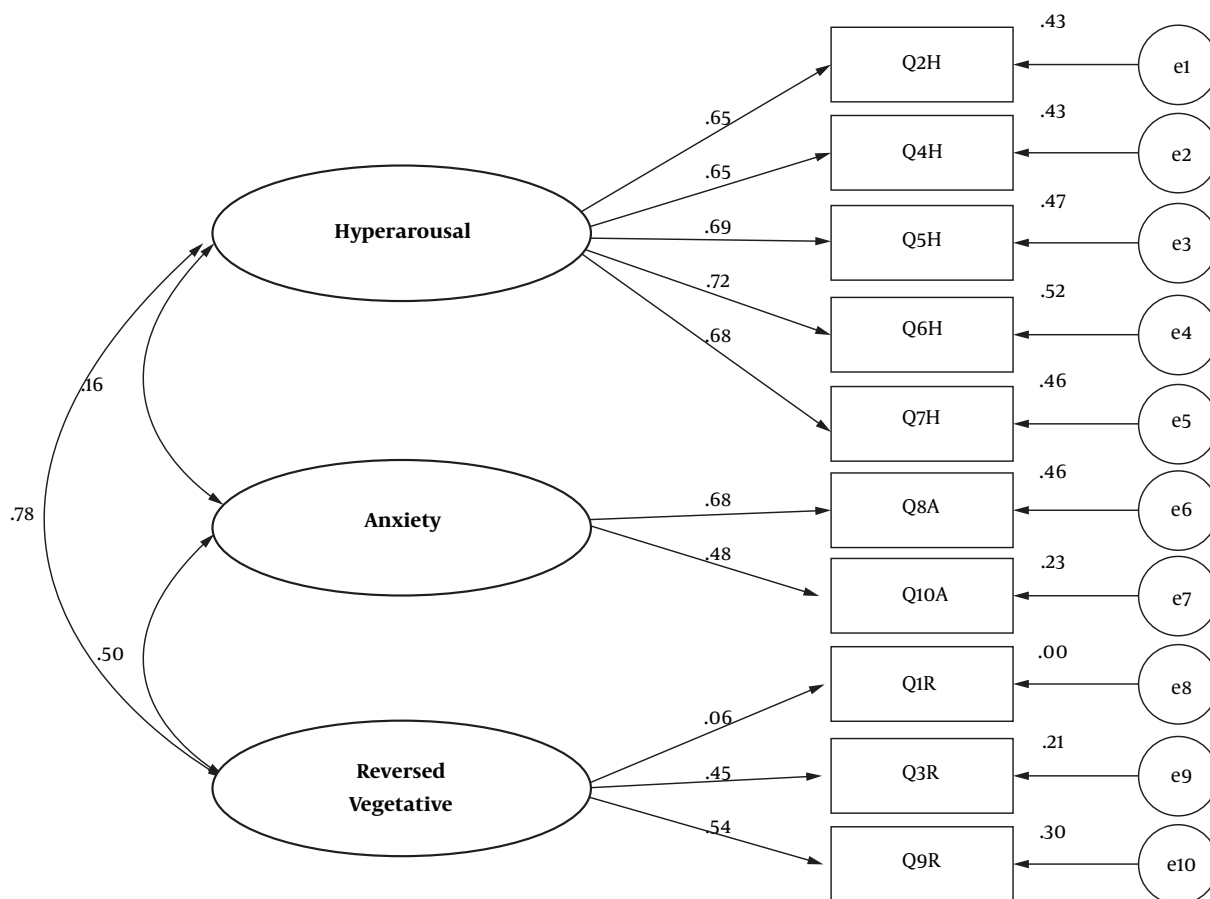 .43
Q2H
e1
.65
.43
Q4H
e2
.65
.47
Q5H
e3
Hyperarousal
.69
.72
.52
Q6H
e4
.68
.16
.46
Q7H
e5
.78
Anxiety
.68
.46
Q8A
e6
.48
.23
Q10A
e7
.50
.00
Q1R
e8
.06
Reversed
Vegetative
.45
.21
Q3R
e9
.54
.30
Q9R
e10